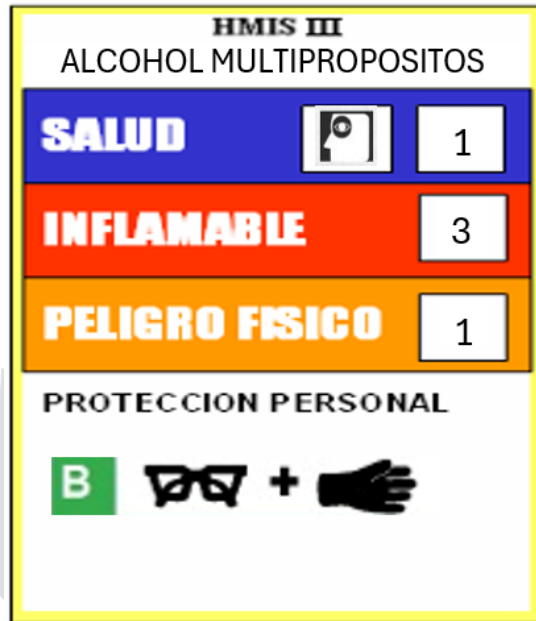 HMIS III
ALCOHOL MULTIPROPOSITOS
SALUD 1
INFLAMABLE 3
PELIGRO FISICO 1
PROTECCION PERSONAL
B +